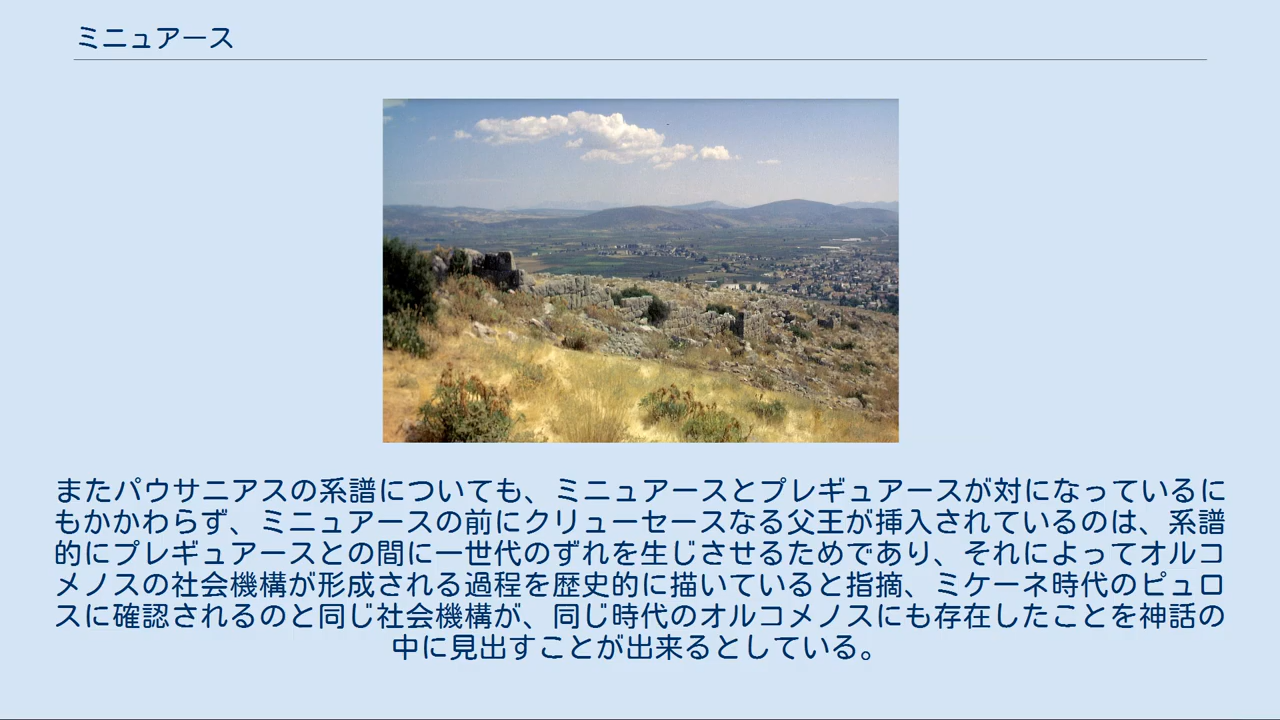 ミニュアース
またパウサニアスの系譜についても、ミニュアースとプレギュアースが対になっているに
もかかわらず、ミニュアースの前にクリューセースなる父王が挿入されているのは、系譜
的にプレギュアースとの間に一世代のずれを生じさせるためであり、それによってオルコ
メノスの社会機構が形成される過程を歴史的に描いていると指摘、ミケーネ時代のピュロ
スに確認されるのと同じ社会機構が、同じ時代のオルコメノスにも存在したことを神話の
中に見出すことが出来るとしている。